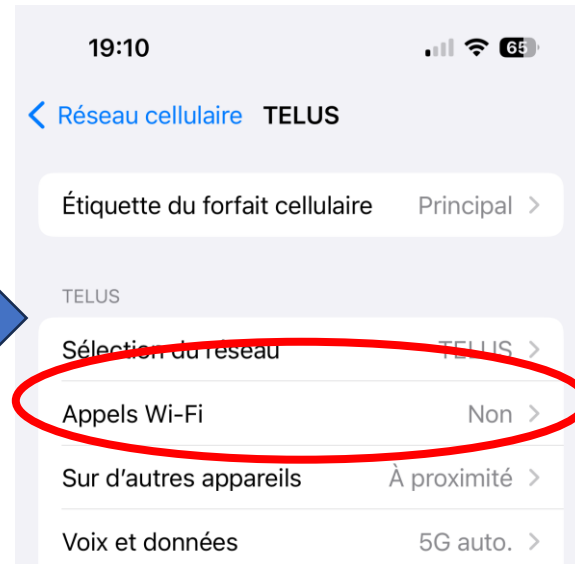 19:10 65
Réseau cellulaire TELUS
Étiquette du forfait cellulaire Principal
TELUS
Sélection du réseau TELUS
Appels Wi-Fi Non
Sur d’autres appareils À proximité
Voix et données 5G auto.